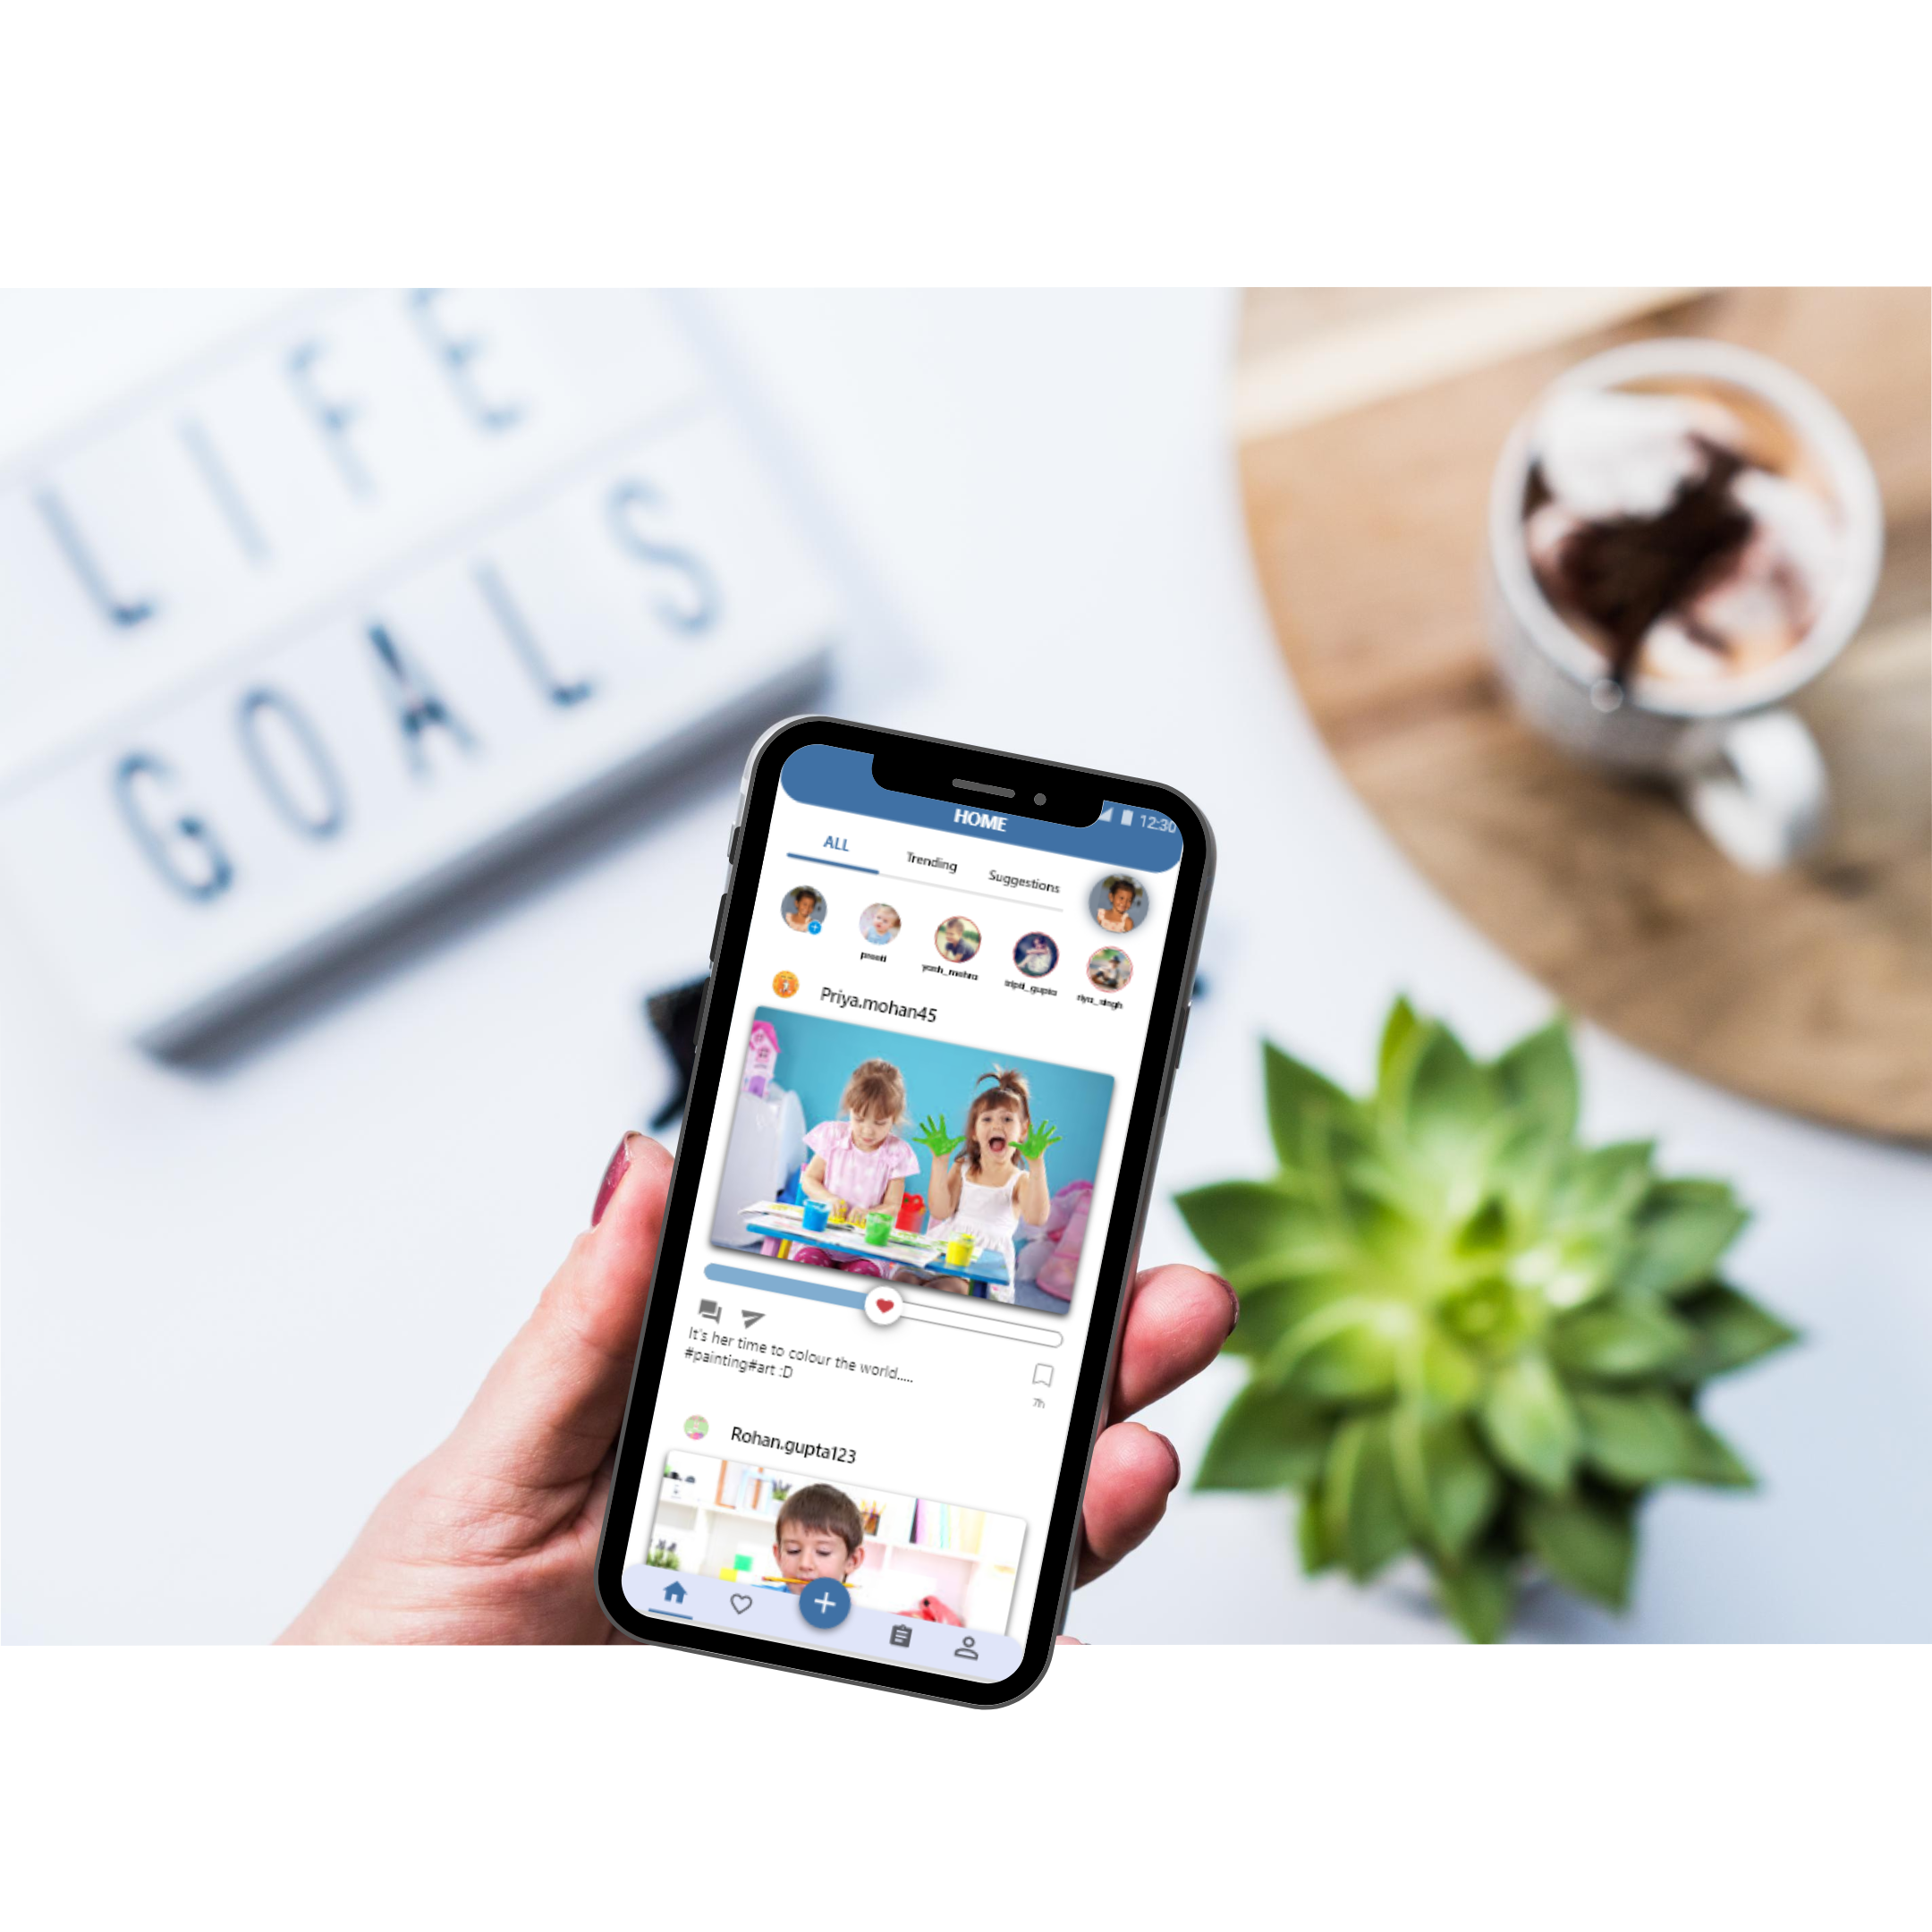 LIFE
GOALS
12:30
HOME
ALL
Trending
Suggestions
preeti
yash_mehra
tripti_gupta
riya_singh
Priya.mohan45
It's her time to colour the world.....
#painting#art :D
7h
Rohan.gupta123